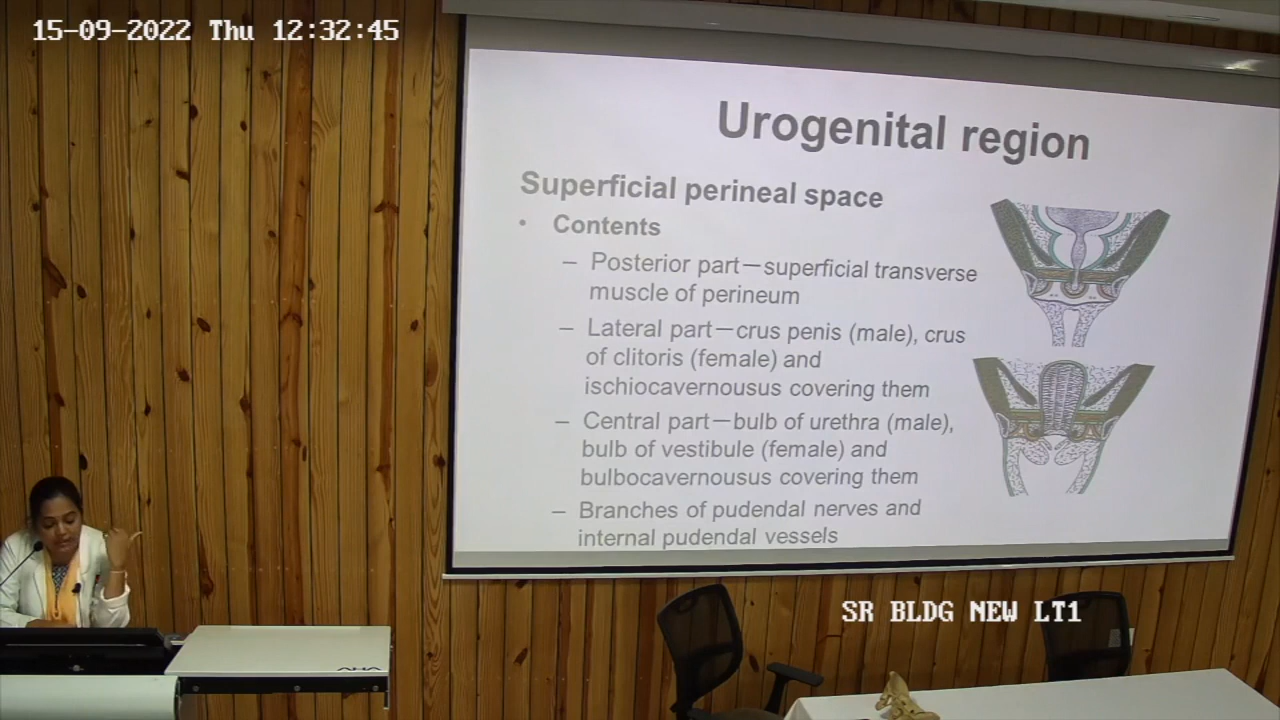 15-09-2022 Thu 12:32:45
Urogenital region
Superficial perineal space
• Contents
– Posterior part—superficial transverse
muscle of perineum
– Lateral part—crus penis (male), crus
of clitoris (female) and
ischiocavernousus covering them
– Central part—bulb of urethra (male),
bulb of vestibule (female) and
bulbocavernousus covering them
– Branches of pudendal nerves and
internal pudendal vessels
SR BLDG NEW LT1